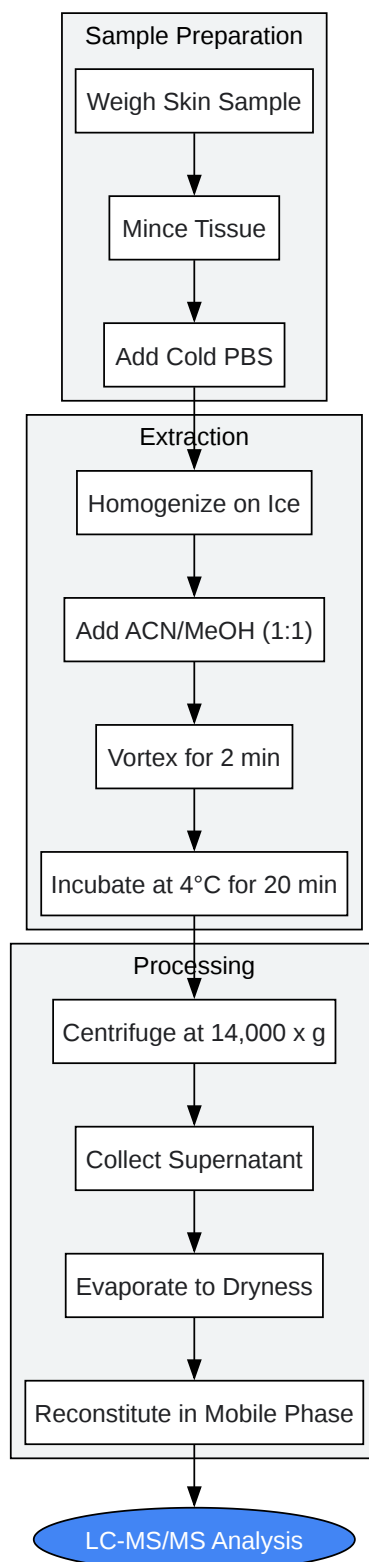 Sample Preparation
Weigh Skin Sample
Mince Tissue
Add Cold PBS
Extraction
Homogenize on Ice
Add ACN/MeOH (1:1)
Vortex for 2 min
Incubate at 4°C for 20 min
Processing
Centrifuge at 14,000 x g
Collect Supernatant
Evaporate to Dryness
Reconstitute in Mobile Phase
LC-MS/MS Analysis